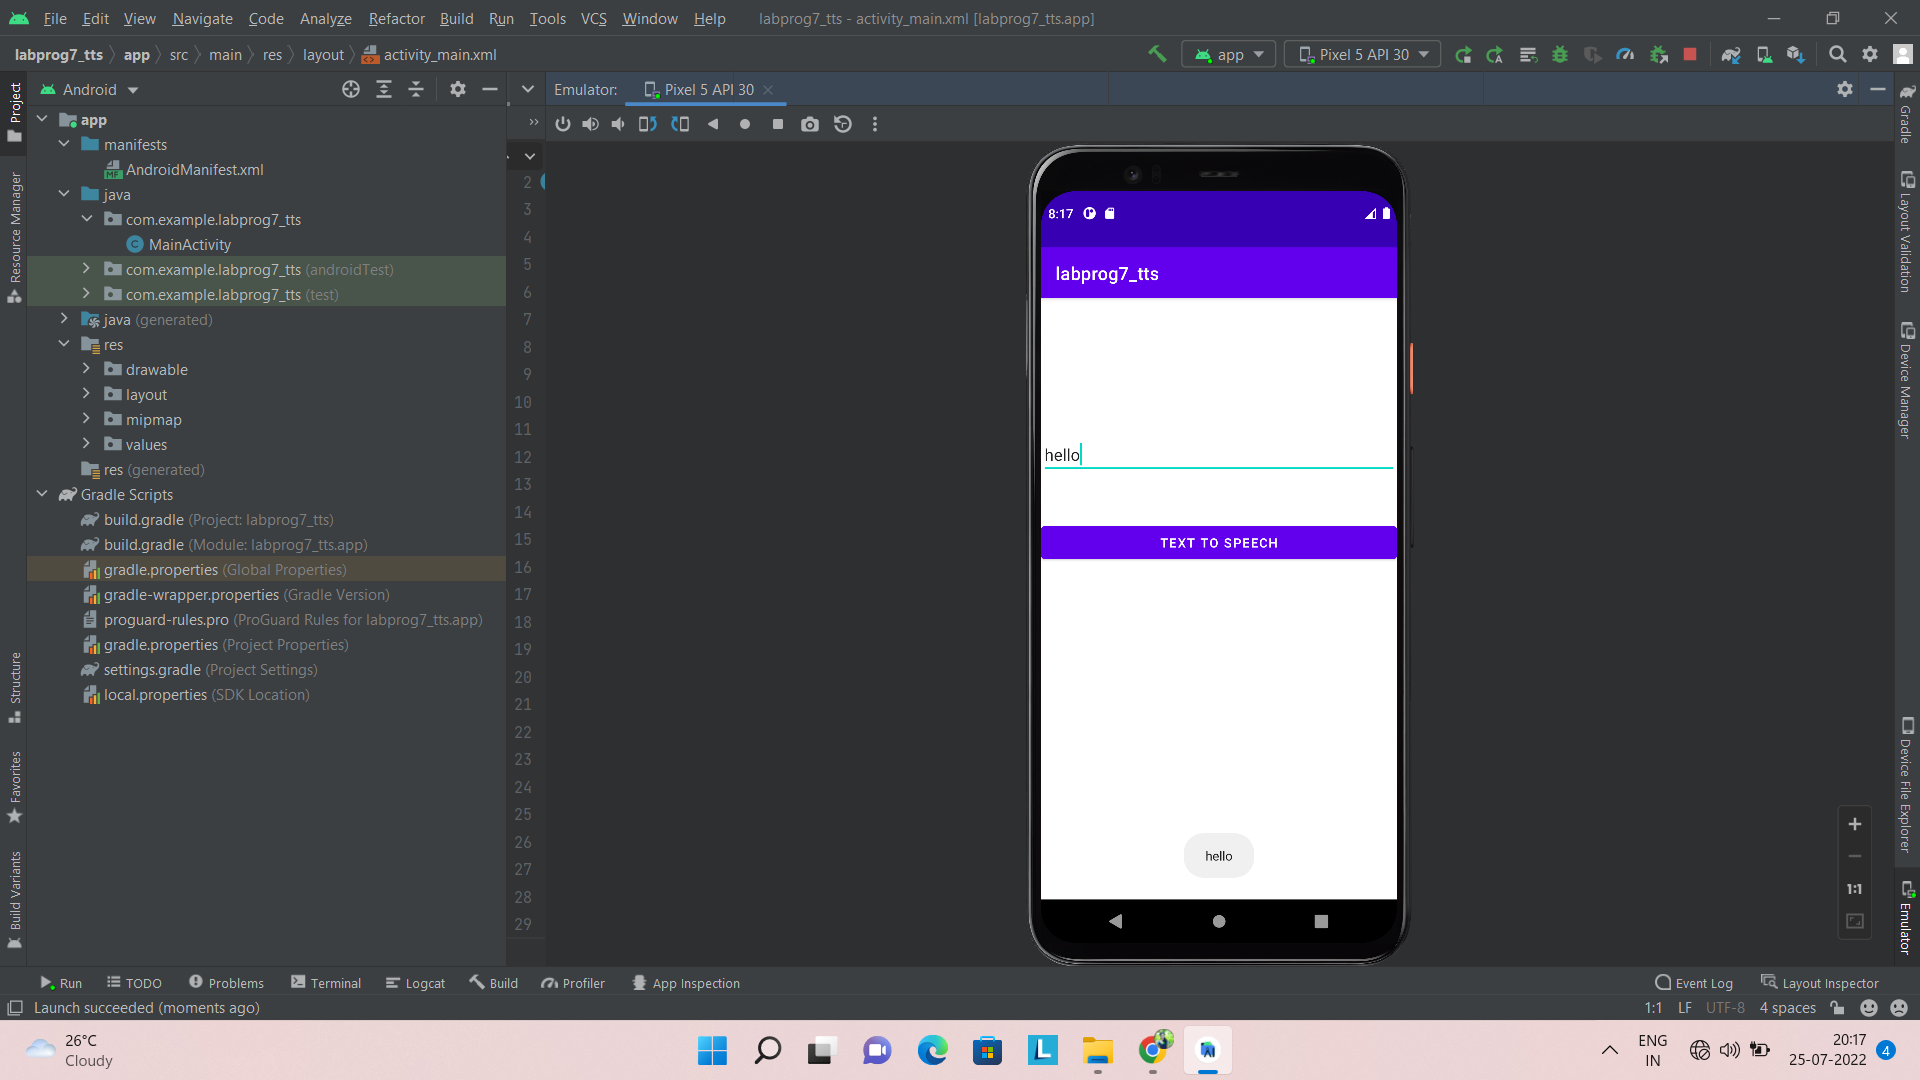 File Edit View Navigate Code Analyze Refactor Build Run Tools VCS Window Help labprog7_tts - activity_main.xml [labprog7_tts.app]
labprog7_tts app src main res layout activity_main.xml app Pixel 5 API 30
Android Emulator: Pixel 5 API 30
app
manifests
AndroidManifest.xml
java
com.example.labprog7_tts
MainActivity
com.example.labprog7_tts (androidTest)
com.example.labprog7_tts (test)
java (generated)
res
drawable
layout
mipmap
values
res (generated)
Gradle Scripts
build.gradle (Project: labprog7_tts)
build.gradle (Module: labprog7_tts.app)
gradle.properties (Global Properties)
gradle-wrapper.properties (Gradle Version)
proguard-rules.pro (ProGuard Rules for labprog7_tts.app)
gradle.properties (Project Properties)
settings.gradle (Project Settings)
local.properties (SDK Location)
Project
Resource Manager
Structure
Favorites
Build Variants
2
3
4
5
6
7
8
9
10
11
12
13
14
15
16
17
18
19
20
21
22
23
24
25
26
27
28
29
8:17
labprog7_tts
hello
TEXT TO SPEECH
hello
1:1
Gradle
Layout Validation
Device Manager
Device File Explorer
Emulator
Run TODO Problems Terminal Logcat Build Profiler App Inspection Event Log Layout Inspector
Launch succeeded (moments ago) 1:1 LF UTF-8 4 spaces
26°C
Cloudy
ENG
IN
20:17
25-07-2022
4